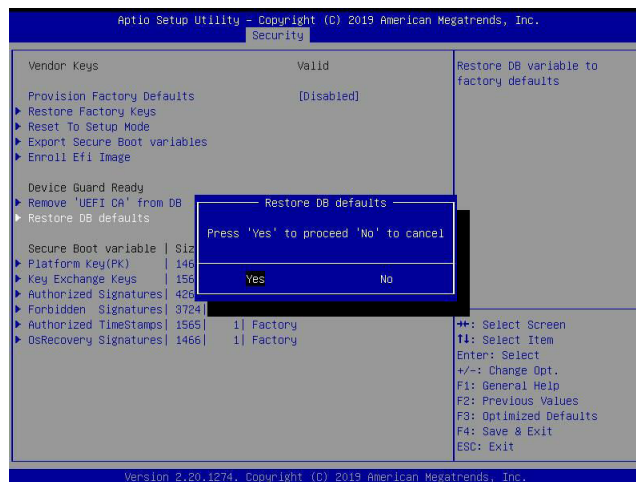 Aptio Setup Utility – Copyright (C) 2019 American Megatrends, Inc.
Security
Vendor Keys Valid
Provision Factory Defaults [Disabled]
Restore Factory Keys
Reset To Setup Mode
Export Secure Boot variables
Enroll Efi Image
Device Guard Ready
Remove 'UEFI CA' from DB
Restore DB defaults
Secure Boot variable | Siz
Platform Key(PK) | 146
Key Exchange Keys | 156
Authorized Signatures| 426
Forbidden Signatures| 3724|
Authorized TimeStamps| 1565| 1| Factory
OsRecovery Signatures| 1466| 1| Factory
Restore DB defaults
Press 'Yes' to proceed 'No' to cancel
Yes No
Restore DB variable to
factory defaults
→←: Select Screen
↑↓: Select Item
Enter: Select
+/-: Change Opt.
F1: General Help
F2: Previous Values
F3: Optimized Defaults
F4: Save & Exit
ESC: Exit
Version 2.20.1274. Copyright (C) 2019 American Megatrends, Inc.